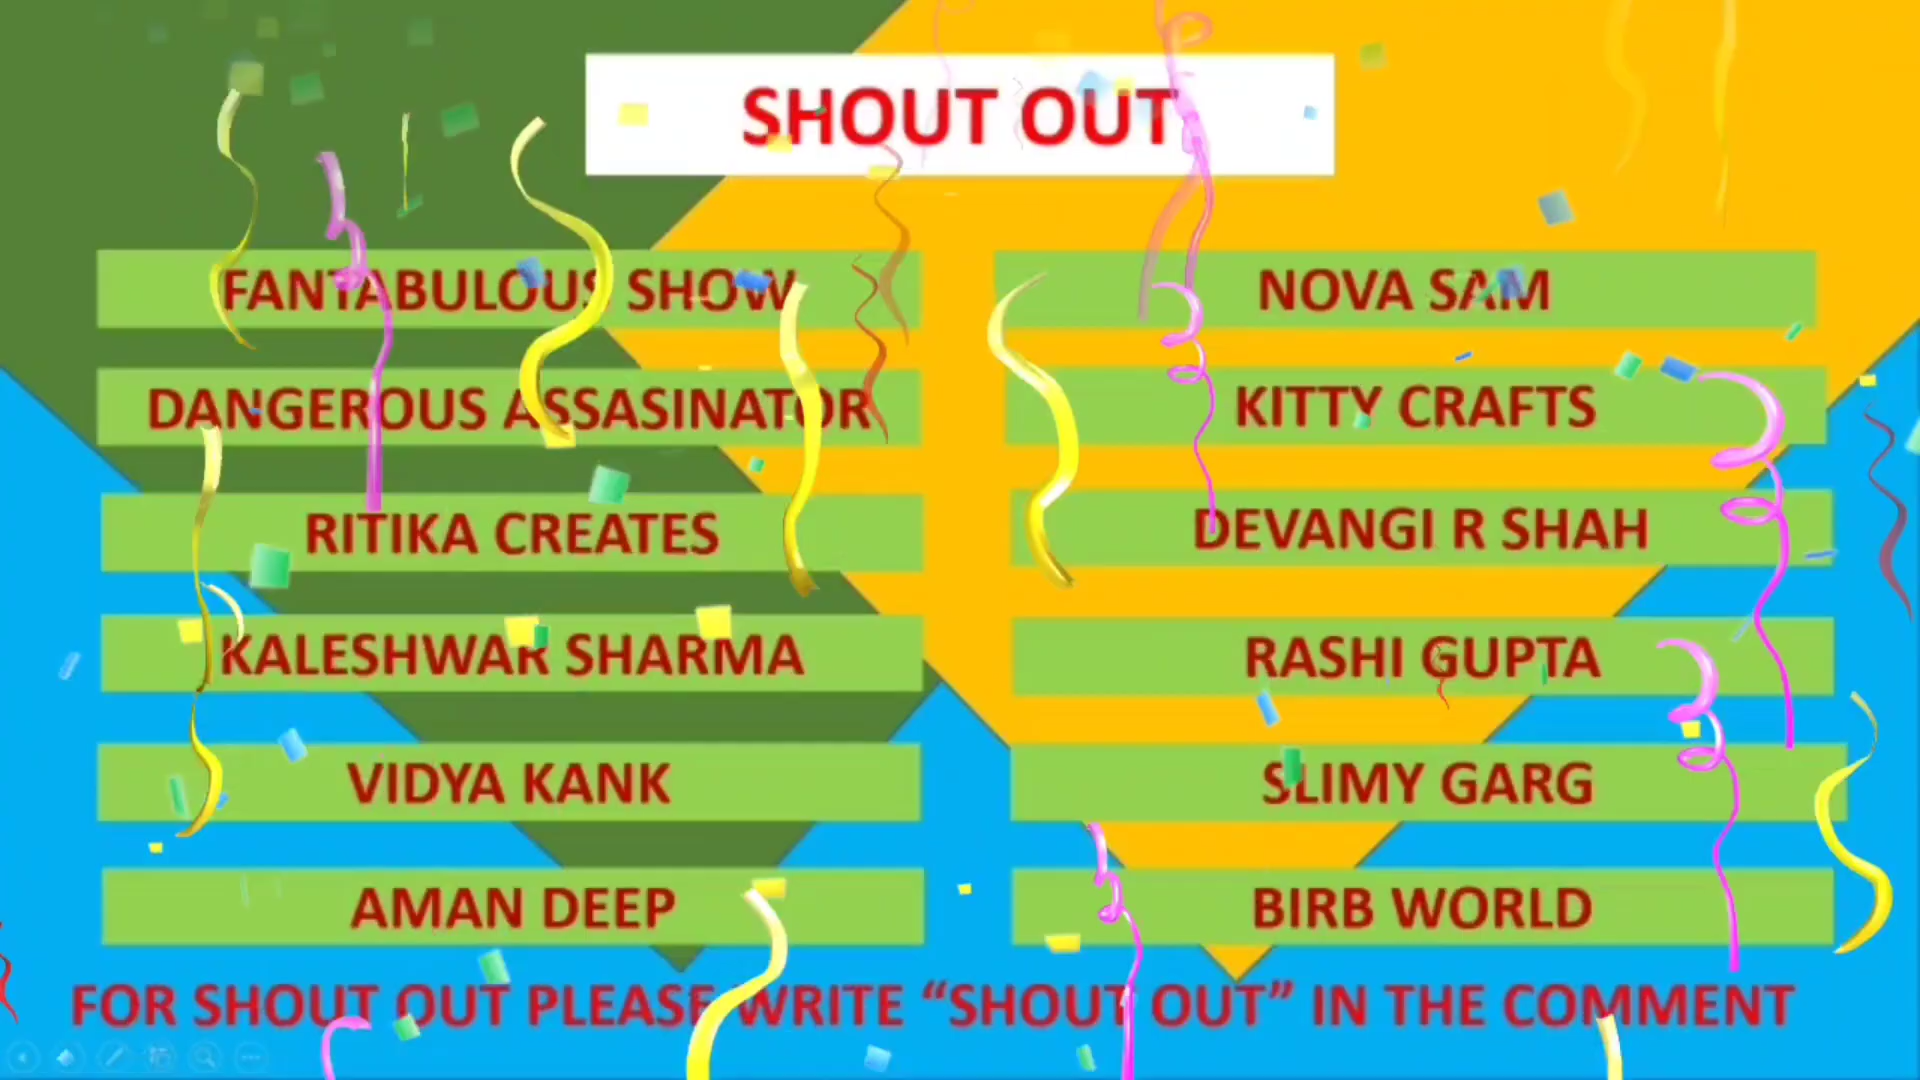 SHOUT OUT
FANTABULOUS SHOW
DANGEROUS ASSASINATOR
RITIKA CREATES
KALESHWAR SHARMA
VIDYA KANK
AMAN DEEP
NOVA SAM
KITTY CRAFTS
DEVANGI R SHAH
RASHI GUPTA
SLIMY GARG
BIRB WORLD
FOR SHOUT OUT PLEASE WRITE “SHOUT OUT” IN THE COMMENT